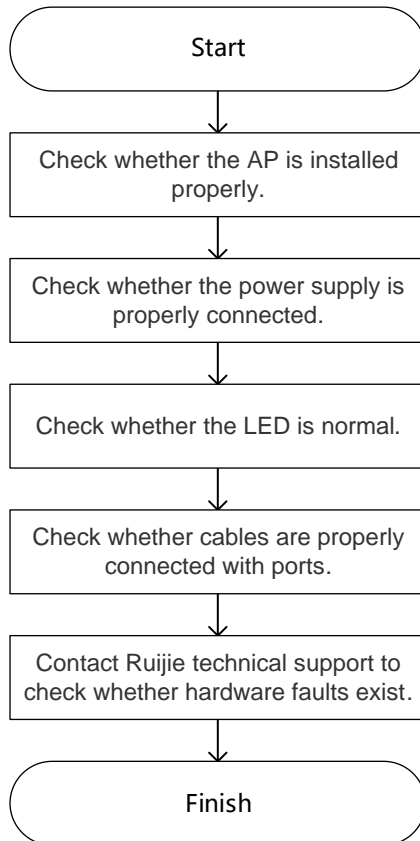 Start
Check whether the AP is installed
properly.
Check whether the power supply is
properly connected.
Check whether the LED is normal.
Check whether cables are properly
connected with ports.
Contact Ruijie technical support to
check whether hardware faults exist.
Finish